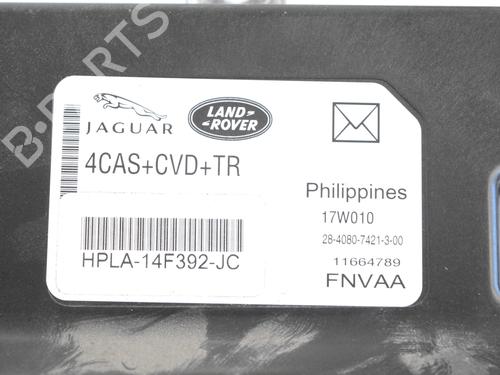 B-PARTS
JAGUAR
LAND-
ROVER
4CAS+CVD+TR
HPLA-14F392-JC
Philippines
17W010
28-4080-7421-3-00
11664789
FNVAA